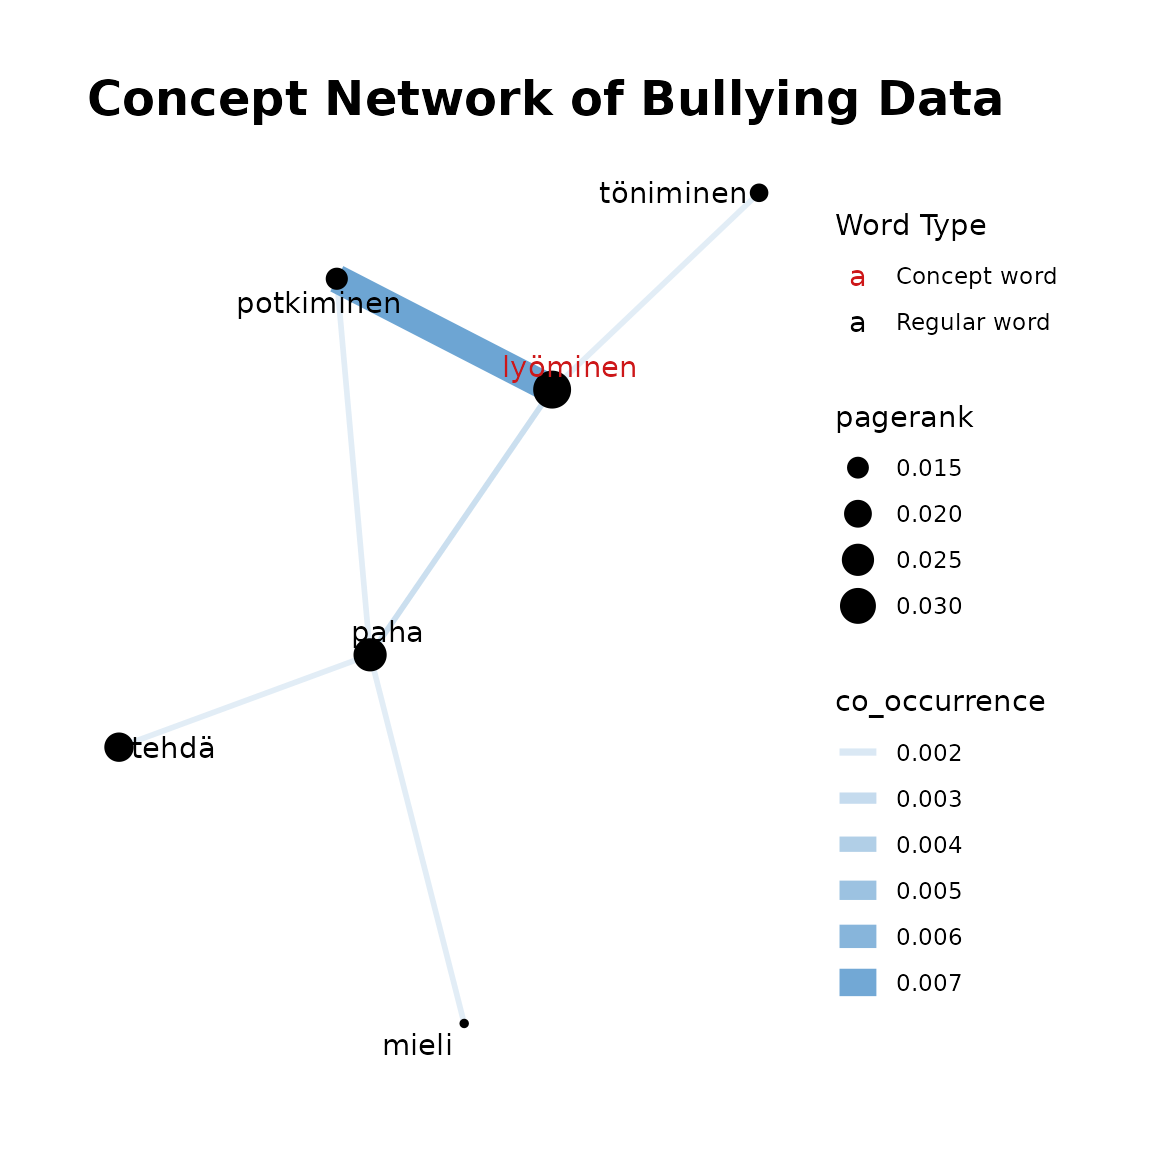 Concept Network of Bullying Data
töniminen
potkiminen
lyöminen
paha
tehdä
mieli
Word Type
a Concept word
a Regular word
pagerank
0.015
0.020
0.025
0.030
co_occurrence
0.002
0.003
0.004
0.005
0.006
0.007